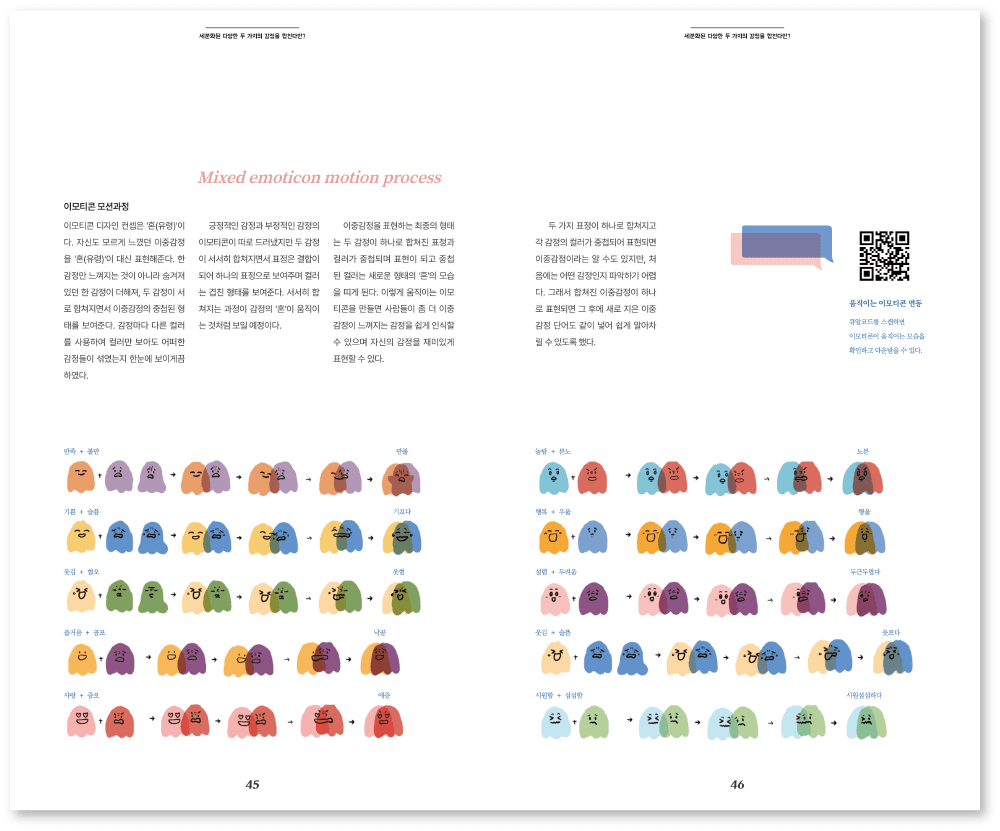 세분화된 다양한 두 가지의 감정을 합친다면?
세분화된 다양한 두 가지의 감정을 합친다면?
Mixed emoticon motion process
이모티콘 모션과정
이모티콘 디자인 컨셉은 '혼(유령)'이
다. 자신도 모르게 느꼈던 이중감정
을 '혼(유령)'이 대신 표현해준다. 한
감정만 느껴지는 것이 아니라 숨겨져
있던 한 감정이 더해져, 두 감정이 서
로 합쳐지면서 이중감정의 중첩된 형
태를 보여준다. 감정마다 다른 컬러
를 사용하여 컬러만 보아도 어떠한
감정들이 섞였는지 한눈에 보이게끔
하였다.
긍정적인 감정과 부정적인 감정의
이모티콘이 따로 드러냈지만 두 감정
이 서서히 합쳐지면서 표정은 결합이
되어 하나의 표정으로 보여주며 컬러
는 겹친 형태를 보여준다. 서서히 합
쳐지는 과정이 감정의 '혼'이 움직이
는 것처럼 보일 예정이다.
이중감정을 표현하는 최종의 형태
는 두 감정이 하나로 합쳐진 표정과
컬러가 중첩되며 표현이 되고 중첩
된 컬러는 새로운 형태의 '혼'의 모습
을 띠게 된다. 이렇게 움직이는 이모
티콘을 만들면 사람들이 좀 더 이중
감정이 느껴지는 감정을 쉽게 인식할
수 있으며 자신의 감정을 재미있게
표현할 수 있다.
두 가지 표정이 하나로 합쳐지고
각 감정의 컬러가 중첩되어 표현되면
이중감정이라는 알 수도 있지만, 처
음에는 어떤 감정인지 파악하기 어렵
다. 그래서 합쳐진 이중감정이 하나
로 표현되면 그 후에 새로 지은 이중
감정 단어도 같이 넣어 쉽게 알아차
릴 수 있도록 했다.
움직이는 이모티콘 연동
큐알코드를 스캔하면
이모티콘이 움직이는 모습을
확인하고 다운받을 수 있다.
만족 + 불만
만불
기쁨 + 슬픔
기프다
웃김 + 혐오
웃혐
즐거움 + 공포
낙공
사랑 + 증오
애증
놀람 + 분노
노분
행복 + 우울
행울
설렘 + 두려움
두근두렵다
웃긴 + 슬픔
웃프다
시원함 + 섭섭함
시원섭섭하다
45
46